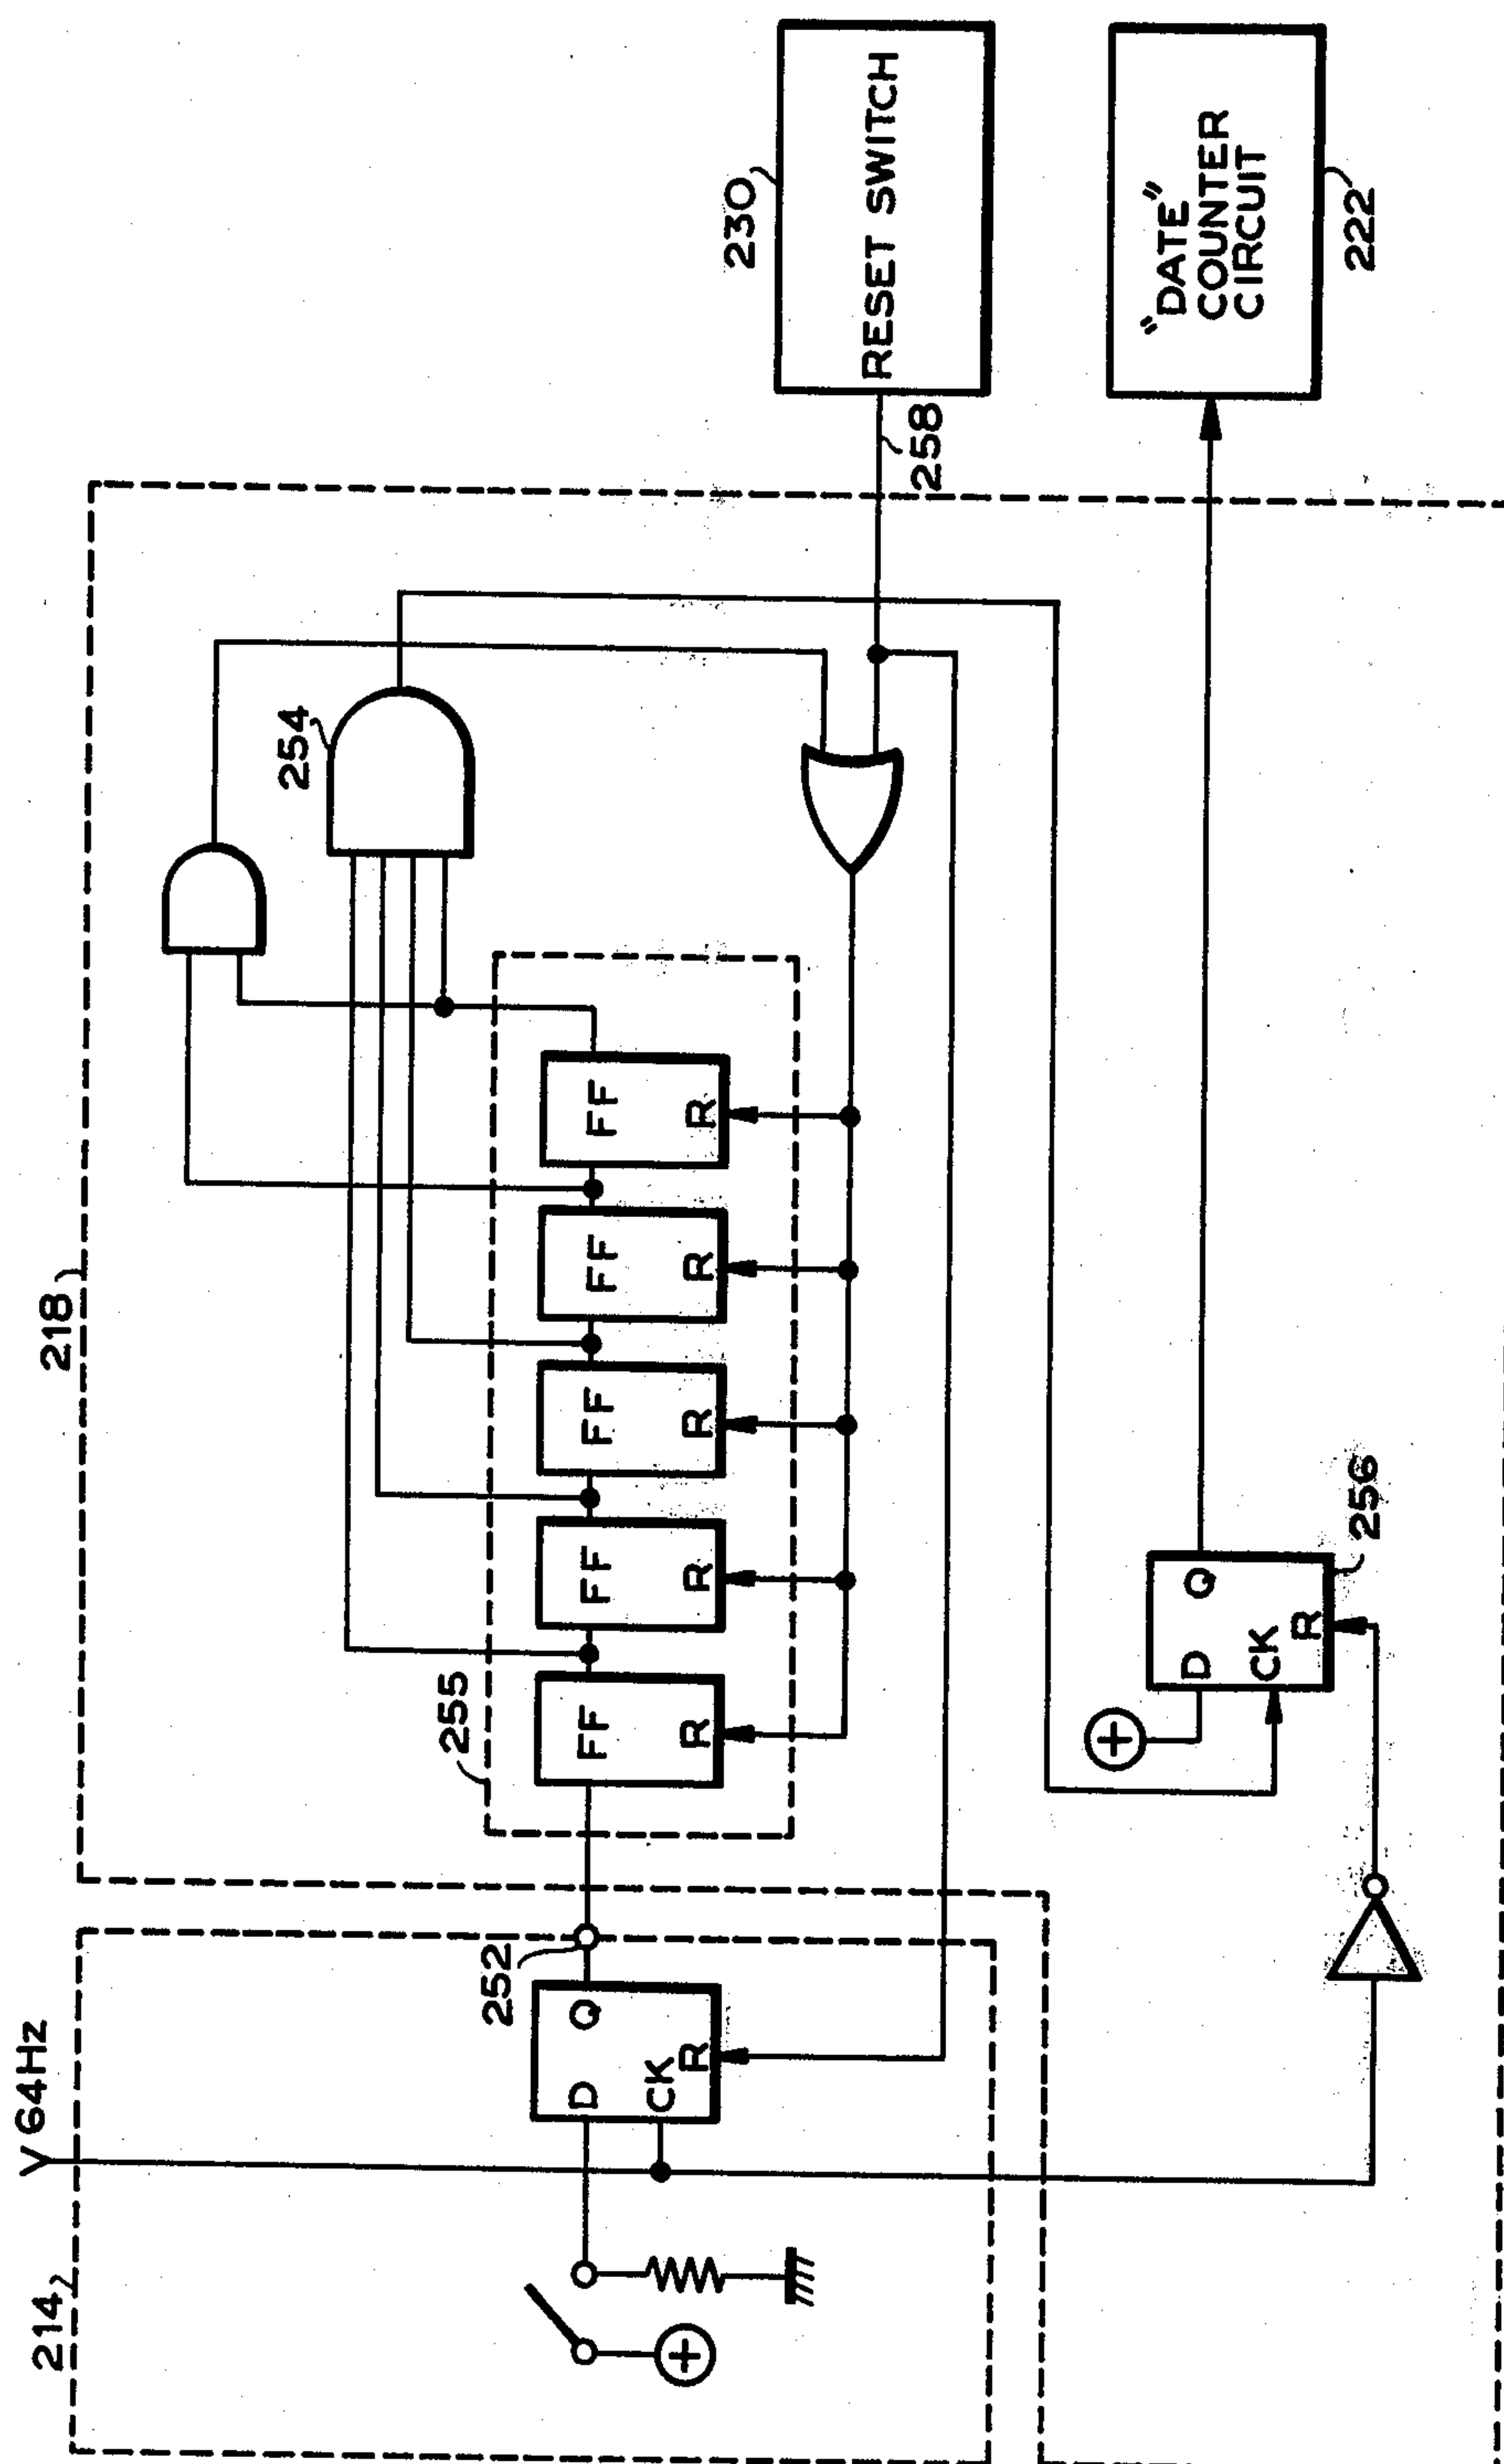 214
64Hz
D
Q
CK
R
252
218
255
FF
R
FF
R
FF
R
FF
R
FF
R
254
230
RESET SWITCH
258
D
Q
CK
R
256
"DATE"
COUNTER
CIRCUIT
222